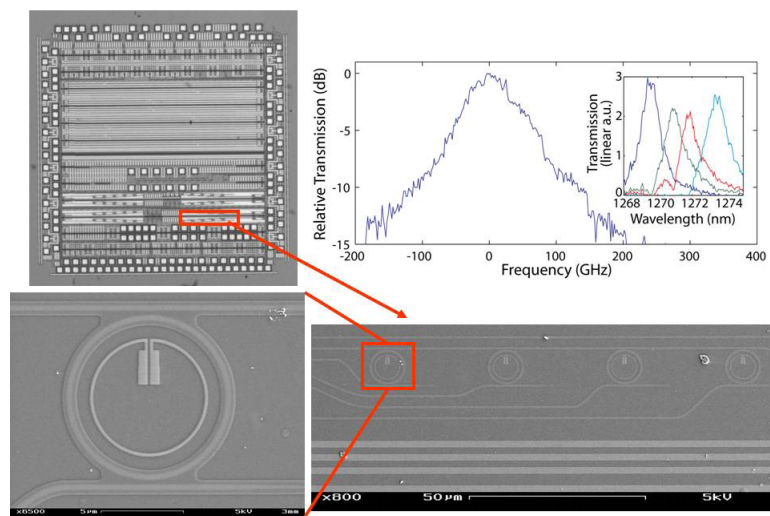 Relative Transmission (dB)
0
-5
-10
-15
-200
-100
0
100
200
300
400
Frequency (GHz)
Transmission
(linear a.u.)
3
2
1
0
1268
1270
1272
1274
Wavelength (nm)
x6500
5μm
5kV
3mm
x800
50μm
5kV